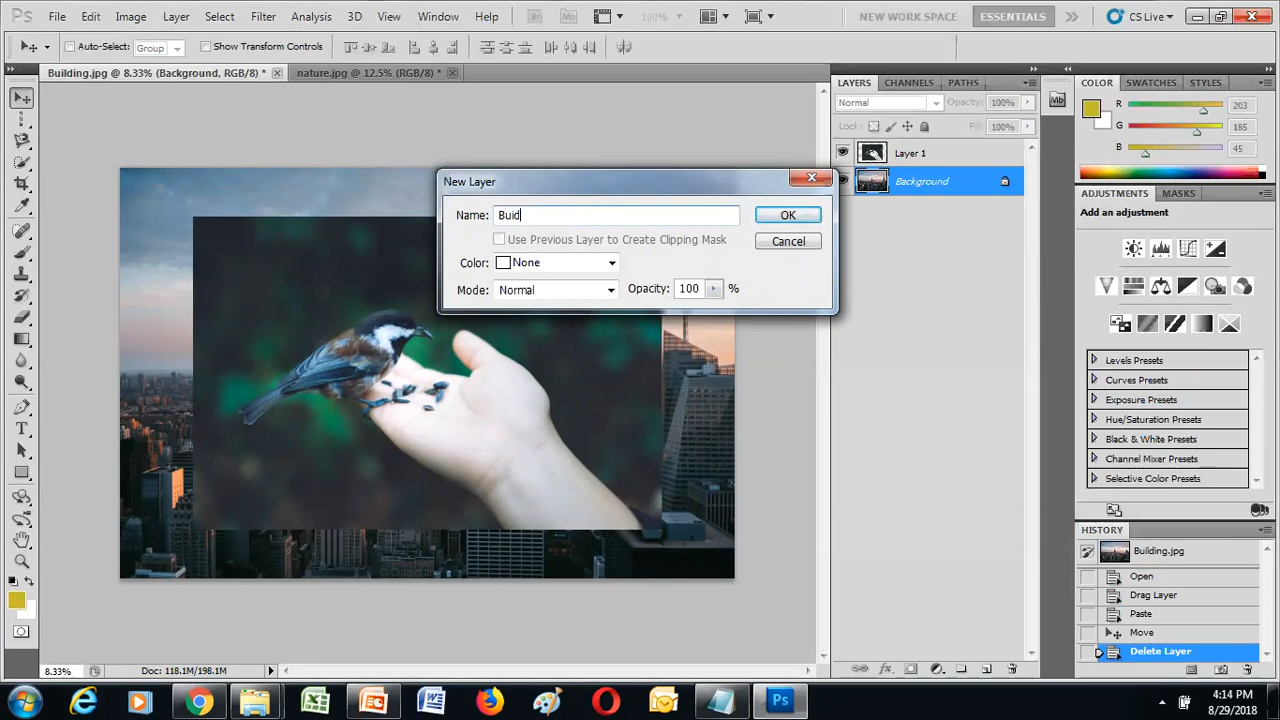 Ps File Edit Image Layer Select Filter Analysis 3D View Window Help Br Mb 100% NEW WORK SPACE ESSENTIALS CS Live
Auto-Select: Group Show Transform Controls
Building.jpg @ 8.33% (Background, RGB/8) * nature.jpg @ 12.5% (RGB/8) *
LAYERS CHANNELS PATHS
Normal Opacity: 100%
Lock: Fill: 100%
Layer 1
Background
Mb
COLOR SWATCHES STYLES
R 203
G 185
B 45
ADJUSTMENTS MASKS
Add an adjustment
Levels Presets
Curves Presets
Exposure Presets
Hue/Saturation Presets
Black & White Presets
Channel Mixer Presets
Selective Color Presets
HISTORY
Building.jpg
Open
Drag Layer
Paste
Move
Delete Layer
New Layer
Name: Buid OK
Use Previous Layer to Create Clipping Mask Cancel
Color: None
Mode: Normal Opacity: 100 %
T
8.33% Doc: 118.1M/198.1M
fx
Ps
4:14 PM
8/29/2018